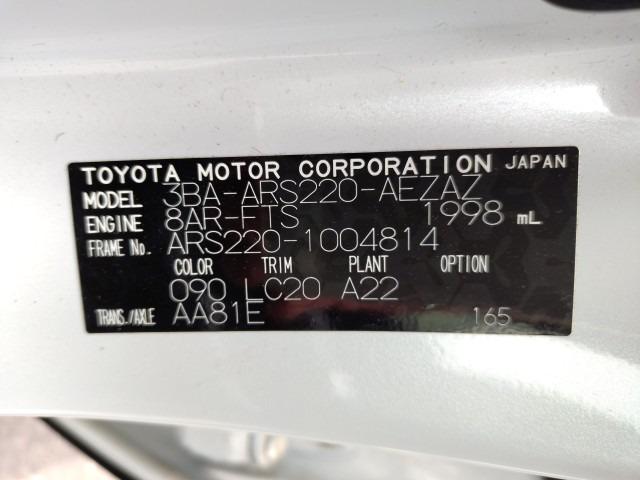 TOYOTA MOTOR CORPORATION JAPAN
MODEL 3BA-ARS220-AEZAZ
ENGINE 8AR-FTS 1998 mL
FRAME No. ARS220-1004814
COLOR TRIM PLANT OPTION
090 LC20 A22
TRANS./AXLE AA81E 165